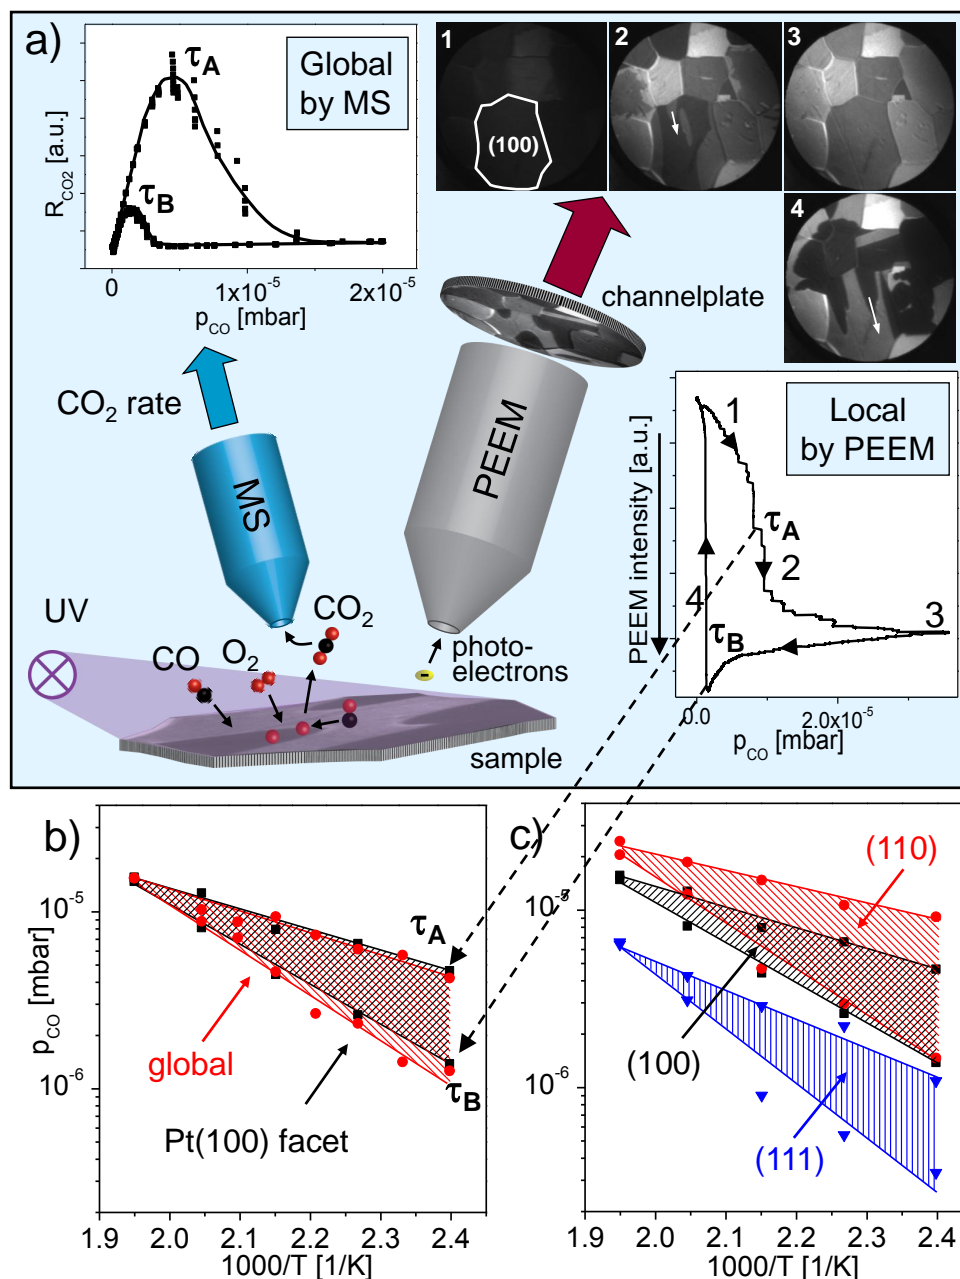 a)
τA
Global
by MS
τB
RCO2 [a.u.]
0
1x10⁻⁵
2x10⁻⁵
pCO [mbar]
1
(100)
2
3
4
channelplate
CO₂ rate
MS
PEEM
Local
by PEEM
PEEM intensity [a.u.]
1
τA
2
3
4
τB
0.0
2.0x10⁻⁵
pCO [mbar]
UV
CO
O₂
CO₂
photo-
electrons
-
sample
b)
10⁻⁵
10⁻⁶
pCO [mbar]
τA
global
τB
Pt(100) facet
1.9 2.0 2.1 2.2 2.3 2.4
1000/T [1/K]
c)
(110)
10⁻⁵
(100)
10⁻⁶
(111)
1.9 2.0 2.1 2.2 2.3 2.4
1000/T [1/K]